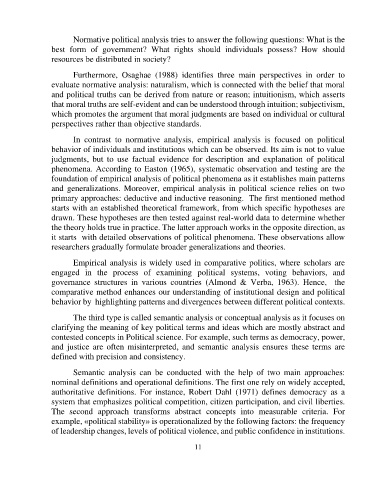 Normative political analysis tries to answer the following questions: What is the
best form of government? What rights should individuals possess? How should
resources be distributed in society?
Furthermore, Osaghae (1988) identifies three main perspectives in order to
evaluate normative analysis: naturalism, which is connected with the belief that moral
and political truths can be derived from nature or reason; intuitionism, which asserts
that moral truths are self-evident and can be understood through intuition; subjectivism,
which promotes the argument that moral judgments are based on individual or cultural
perspectives rather than objective standards.
In contrast to normative analysis, empirical analysis is focused on political
behavior of individuals and institutions which can be observed. Its aim is not to value
judgments, but to use factual evidence for description and explanation of political
phenomena. According to Easton (1965), systematic observation and testing are the
foundation of empirical analysis of political phenomena as it establishes main patterns
and generalizations. Moreover, empirical analysis in political science relies on two
primary approaches: deductive and inductive reasoning. The first mentioned method
starts with an established theoretical framework, from which specific hypotheses are
drawn. These hypotheses are then tested against real-world data to determine whether
the theory holds true in practice. The latter approach works in the opposite direction, as
it starts with detailed observations of political phenomena. These observations allow
researchers gradually formulate broader generalizations and theories.
Empirical analysis is widely used in comparative politics, where scholars are
engaged in the process of examining political systems, voting behaviors, and
governance structures in various countries (Almond & Verba, 1963). Hence, the
comparative method enhances our understanding of institutional design and political
behavior by highlighting patterns and divergences between different political contexts.
The third type is called semantic analysis or conceptual analysis as it focuses on
clarifying the meaning of key political terms and ideas which are mostly abstract and
contested concepts in Political science. For example, such terms as democracy, power,
and justice are often misinterpreted, and semantic analysis ensures these terms are
defined with precision and consistency.
Semantic analysis can be conducted with the help of two main approaches:
nominal definitions and operational definitions. The first one rely on widely accepted,
authoritative definitions. For instance, Robert Dahl (1971) defines democracy as a
system that emphasizes political competition, citizen participation, and civil liberties.
The second approach transforms abstract concepts into measurable criteria. For
example, «political stability» is operationalized by the following factors: the frequency
of leadership changes, levels of political violence, and public confidence in institutions.
11